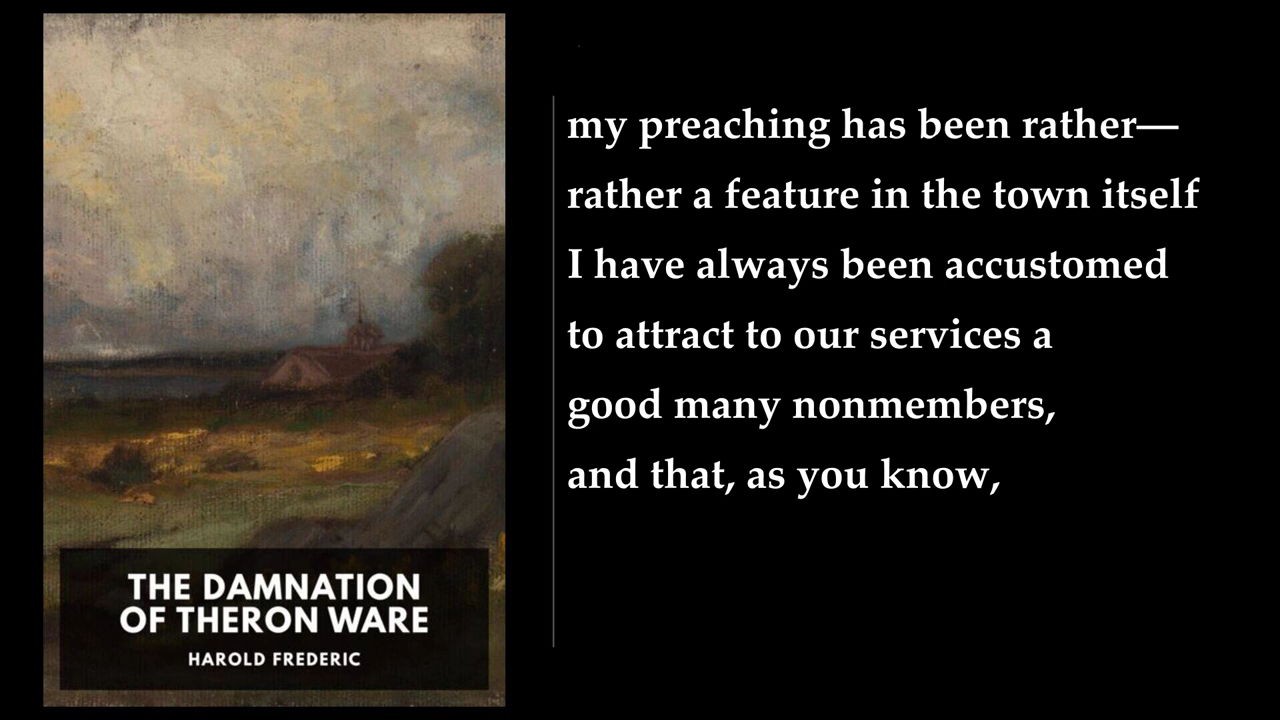 my preaching has been rather—
rather a feature in the town itself
I have always been accustomed
to attract to our services a
good many nonmembers,
and that, as you know,
THE DAMNATION
OF THERON WARE
HAROLD FREDERIC